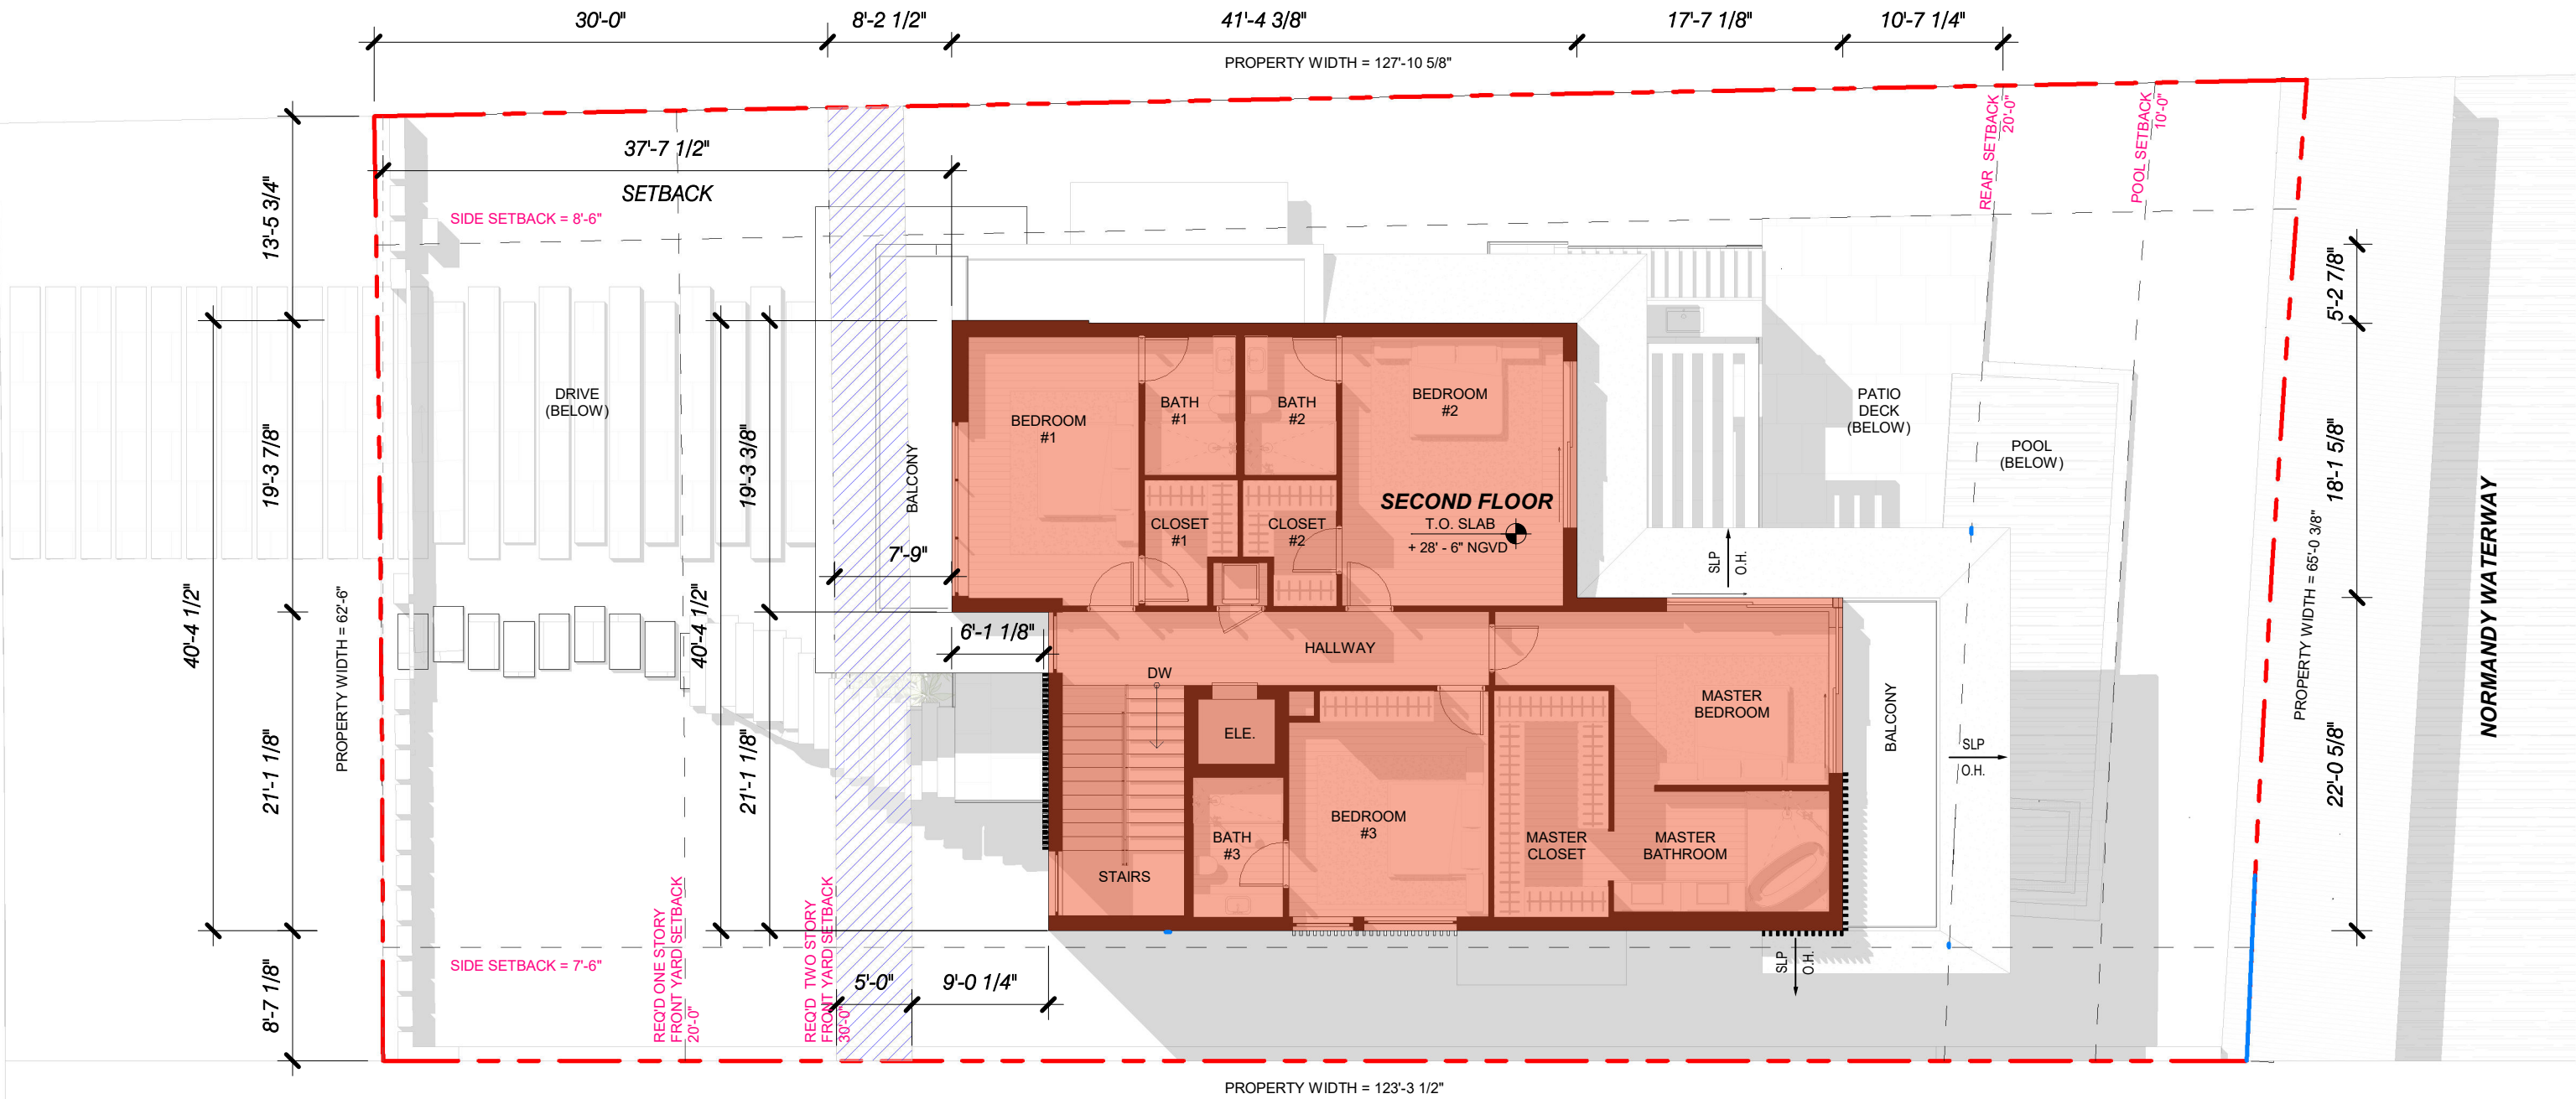 30'-0"
8'-2 1/2"
41'-4 3/8"
17'-7 1/8"
10'-7 1/4"
PROPERTY WIDTH = 127'-10 5/8"
REAR SETBACK
20'-0"
POOL SETBACK
10'-0"
37'-7 1/2"
SETBACK
SIDE SETBACK = 8'-6"
13'-5 3/4"
5'-2 7/8"
DRIVE
(BELOW)
BEDROOM
#1
BATH
#1
BATH
#2
BEDROOM
#2
PATIO
DECK
(BELOW)
POOL
(BELOW)
19'-3 7/8"
19'-3 3/8"
BALCONY
18'-1 5/8"
CLOSET
#1
CLOSET
#2
SECOND FLOOR
T.O. SLAB
+ 28' - 6" NGVD
7'-9"
SLP
O.H.
40'-4 1/2"
PROPERTY WIDTH = 62'-6"
40'-4 1/2"
6'-1 1/8"
HALLWAY
PROPERTY WIDTH = 65'-0 3/8"
NORMANDY WATERWAY
DW
MASTER
BEDROOM
BALCONY
ELE.
SLP
O.H.
21'-1 1/8"
21'-1 1/8"
22'-0 5/8"
BATH
#3
BEDROOM
#3
MASTER
CLOSET
MASTER
BATHROOM
STAIRS
SIDE SETBACK = 7'-6"
REQ'D ONE STORY
FRONT YARD SETBACK
20'-0"
REQ'D TWO STORY
FRONT YARD SETBACK
30'-0"
5'-0"
9'-0 1/4"
SLP
O.H.
8'-7 1/8"
PROPERTY WIDTH = 123'-3 1/2"